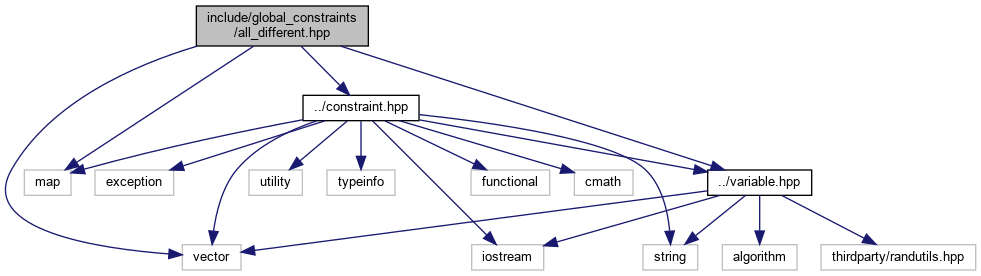 include/global_constraints
/all_different.hpp
../constraint.hpp
map
exception
utility
typeinfo
functional
cmath
../variable.hpp
vector
iostream
string
algorithm
thirdparty/randutils.hpp